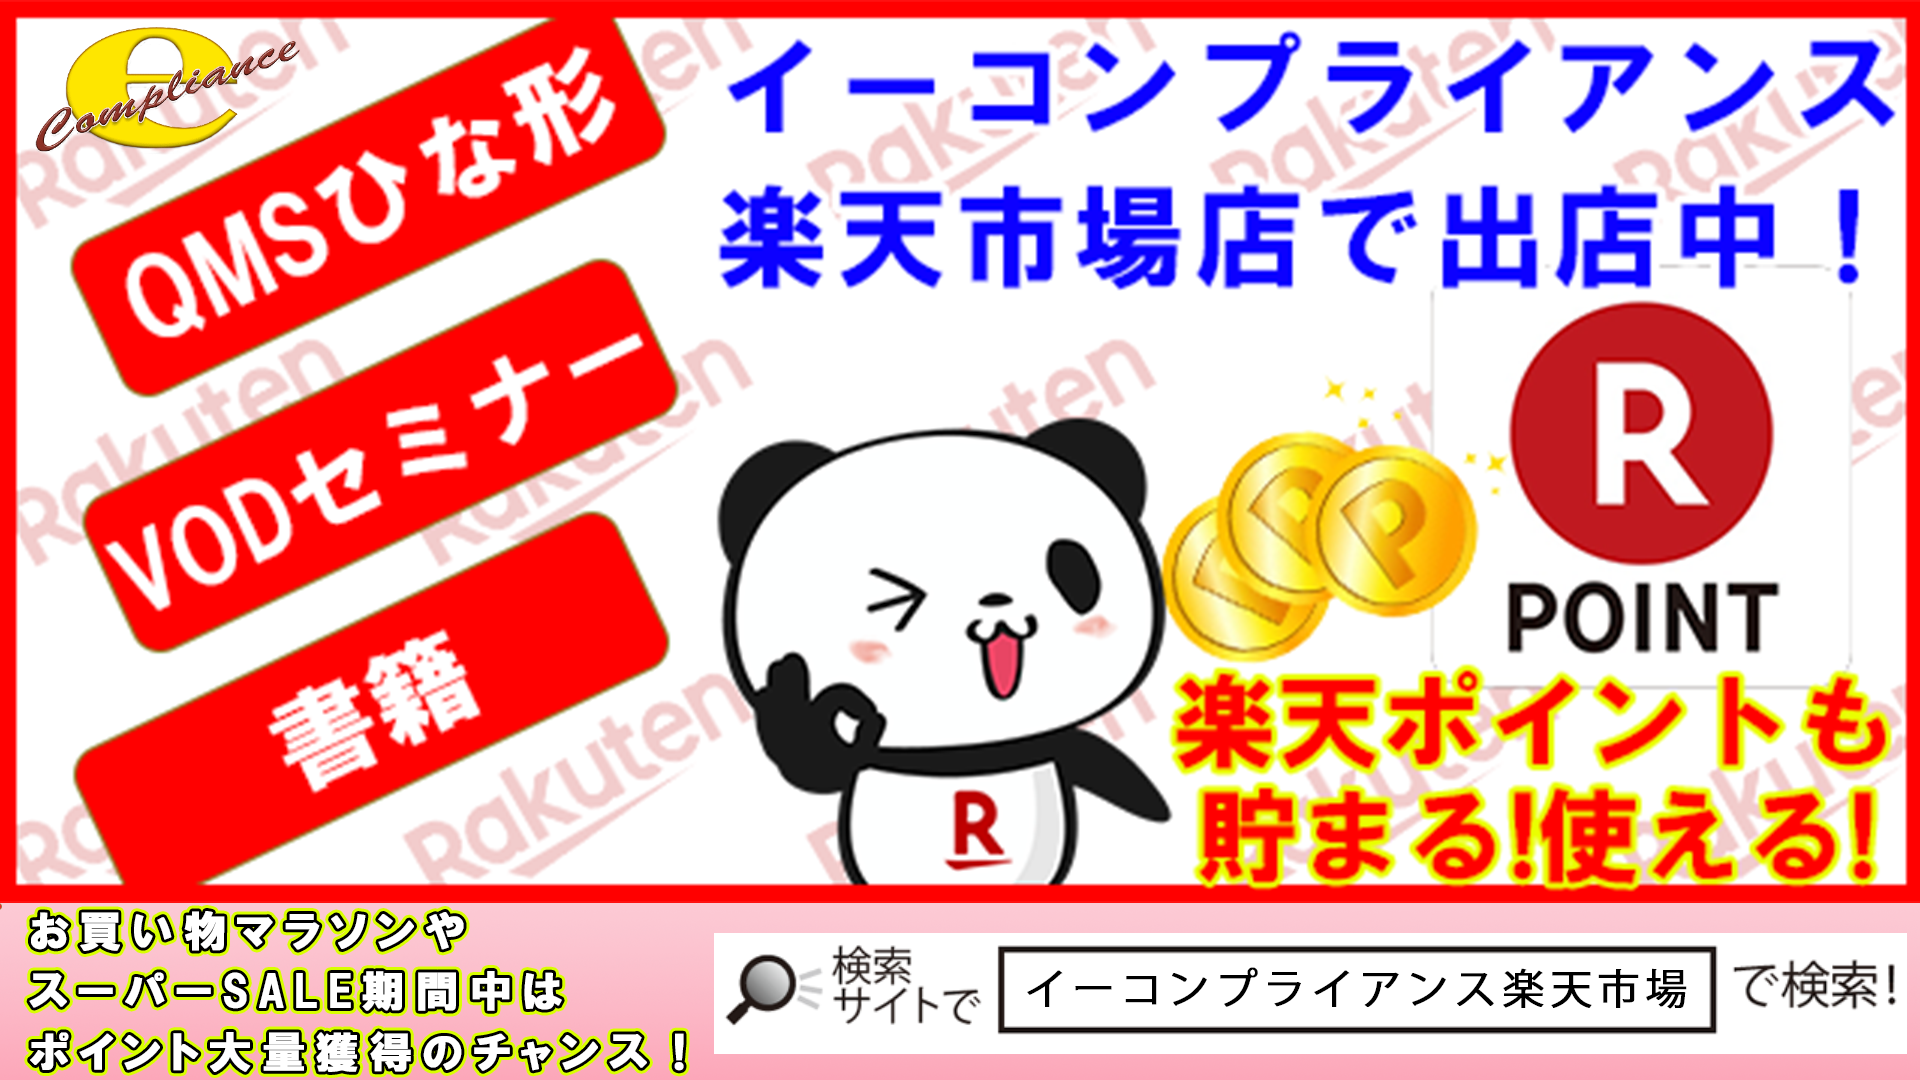 e
Compliance
QMSひな形
VODセミナー
書籍
イーコンプライアンス
楽天市場店で出店中！
R
POINT
楽天ポイントも
貯まる!使える!
R
お買い物マラソンや
スーパーSALE期間中は
ポイント大量獲得のチャンス！
検索
サイトで
イーコンプライアンス楽天市場
で検索!
Rakuten